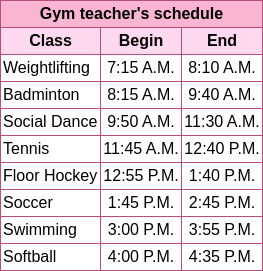 Gym teacher's schedule
Class Begin End
Weightlifting 7:15 A.M. 8:10 A.M.
Badminton 8:15 A.M. 9:40 A.M.
Social Dance 9:50 A.M. 11:30 A.M.
Tennis 11:45 A.M. 12:40 P.M.
Floor Hockey 12:55 P.M. 1:40 P.M.
Soccer 1:45 P.M. 2:45 P.M.
Swimming 3:00 P.M. 3:55 P.M.
Softball 4:00 P.M. 4:35 P.M.